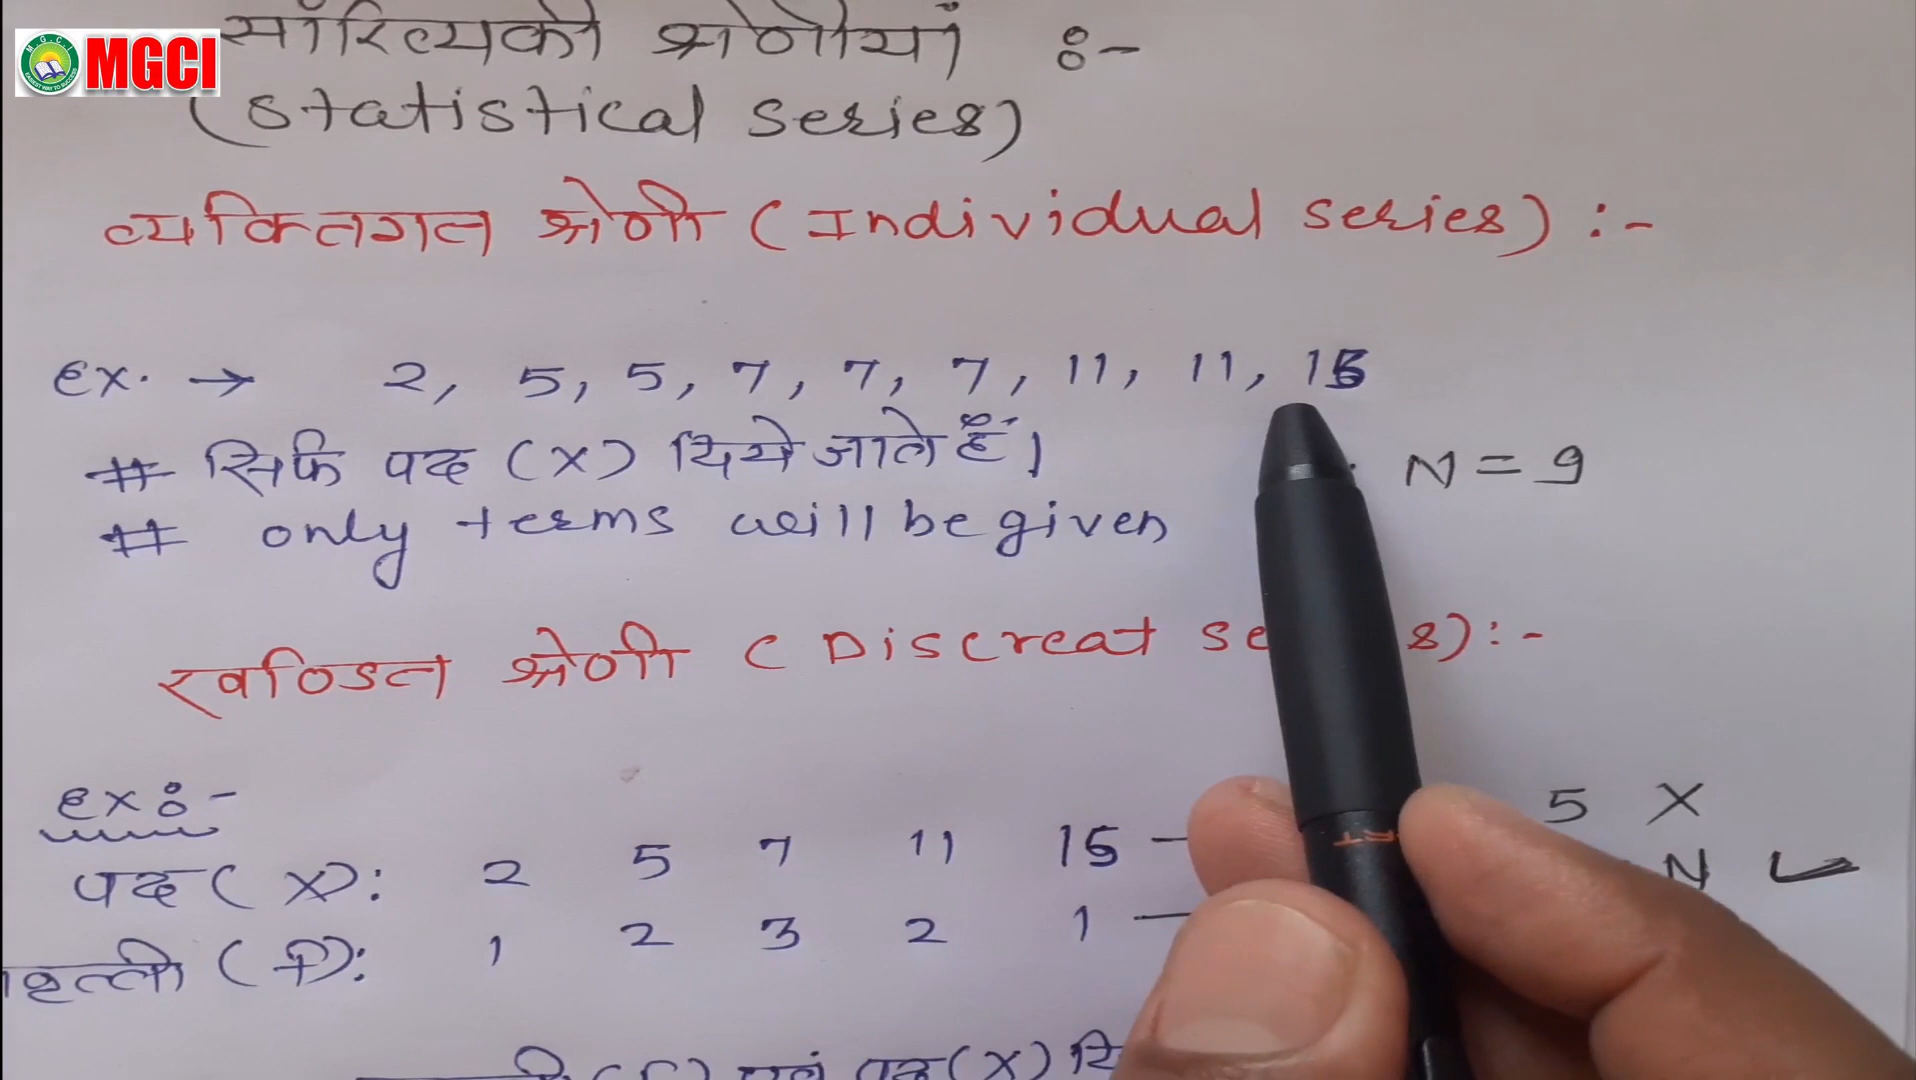 MGCI
सांख्यिकी श्रेणीयां :-
(Statistical series)
व्यक्तिगत श्रेणी (Individual series) :-
ex. → 2, 5, 5, 7, 7, 7, 11, 11, 15
# सिर्फ पद (X) दिये जाते हैं।
N = 9
# only terms will be given
खण्डित श्रेणी (Discreat se s) :-
ex :-
5 X
पद (X): 2 5 7 11 15 —
N ✓
(f): 1 2 3 2 1 —
पद (X)